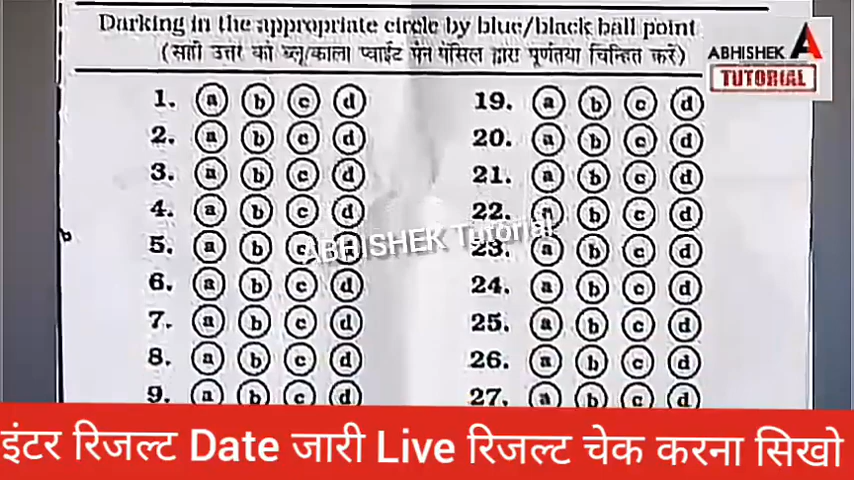 Darking in the appropriate circle by blue/black ball point
(सही उत्तर को ब्लू/काला प्वाईट पेन पेंसिल द्वारा पूर्णतया चिन्हित करें)
ABHISHEK A
TUTORIAL
1. a b c d 19. a b c d
2. a b c d 20. a b c d
3. a b c d 21. a b c d
4. a b c d 22. a b c d
5. a b c d 23. a b c d
ABHISHEK Tutorial
6. a b c d 24. a b c d
7. a b c d 25. a b c d
8. a b c d 26. a b c d
9. a b c d 27. a b c d
इंटर रिजल्ट Date जारी Live रिजल्ट चेक करना सिखो